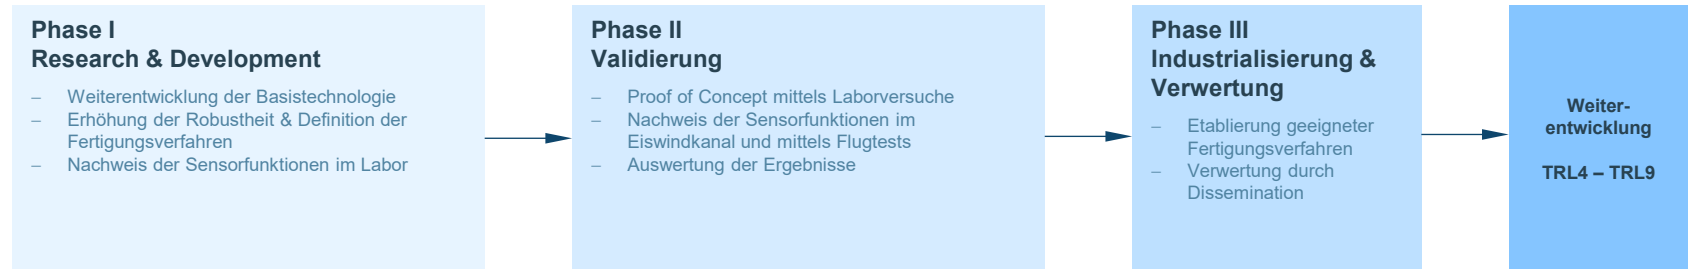 Phase I
Research & Development
– Weiterentwicklung der Basistechnologie
– Erhöhung der Robustheit & Definition der
Fertigungsverfahren
– Nachweis der Sensorfunktionen im Labor
Phase II
Validierung
– Proof of Concept mittels Laborversuche
– Nachweis der Sensorfunktionen im
Eiswindkanal und mittels Flugtests
– Auswertung der Ergebnisse
Phase III
Industrialisierung &
Verwertung
– Etablierung geeigneter
Fertigungsverfahren
– Verwertung durch
Dissemination
Weiter-
entwicklung
TRL4 – TRL9